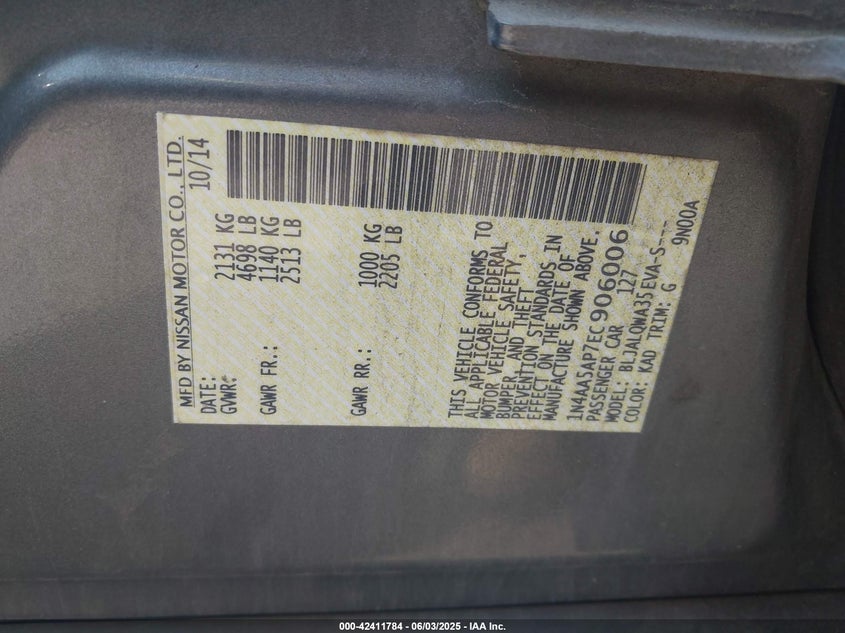 MFD BY NISSAN MOTOR CO., LTD.
DATE: 10/14
GVWR: 2131 KG
4698 LB
GAWR FR.: 1140 KG
2513 LB
GAWR RR.: 1000 KG
2205 LB
THIS VEHICLE CONFORMS TO
ALL APPLICABLE FEDERAL
MOTOR VEHICLE SAFETY,
BUMPER, AND THEFT
PREVENTION STANDARDS IN
EFFECT ON THE DATE OF
MANUFACTURE SHOWN ABOVE.
1N4AA5AP7EC906006
PASSENGER CAR 127
MODEL: BLJALOWA35EVA-S---
COLOR: KAD TRIM: G 9N00A
000-42411784 - 06/03/2025 - IAA Inc.